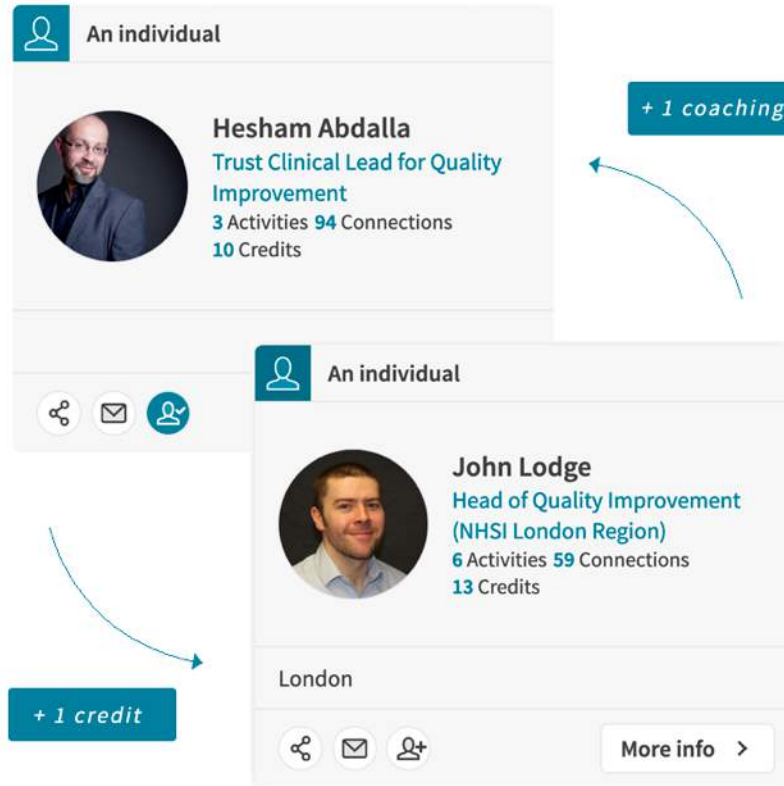 An individual
+ 1 coaching
Hesham Abdalla
Trust Clinical Lead for Quality
Improvement
3 Activities 94 Connections
10 Credits
An individual
John Lodge
Head of Quality Improvement
(NHSI London Region)
6 Activities 59 Connections
13 Credits
London
+ 1 credit
More info